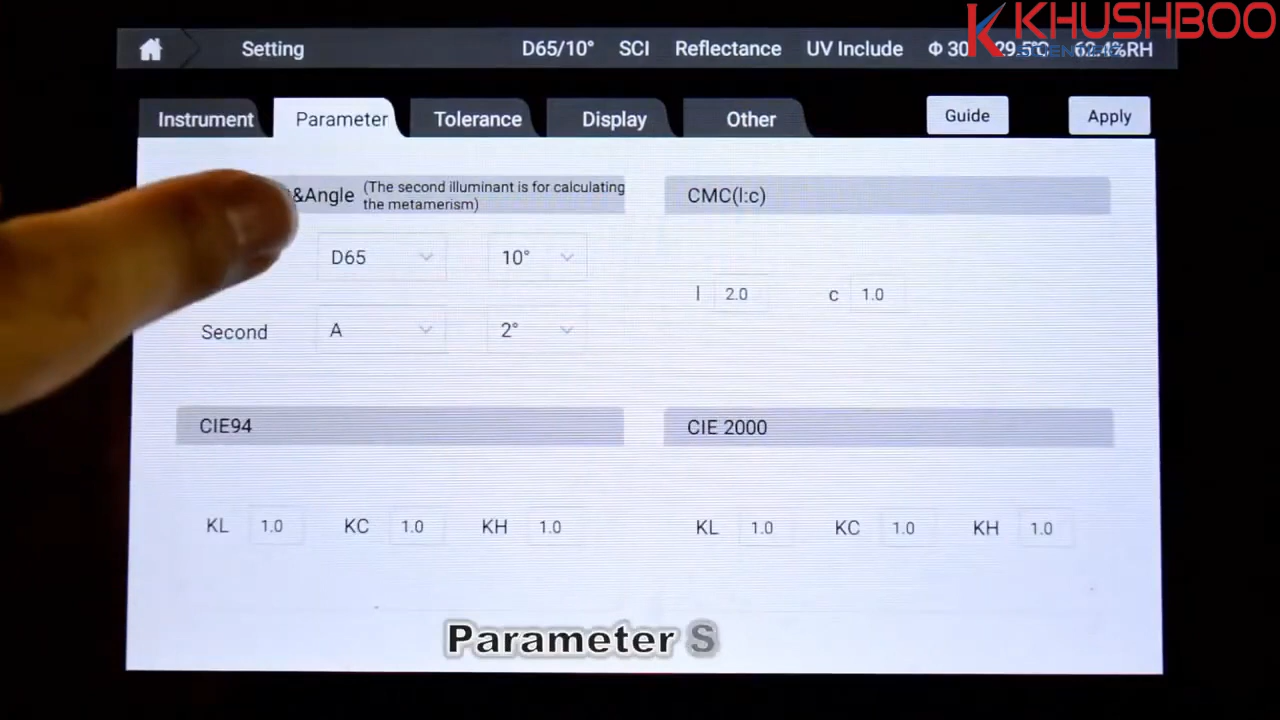 KHUSHBOO
SCIENTIFIC
Setting D65/10° SCI Reflectance UV Include Φ 30 29.5℃ 62.4%RH
Instrument Parameter Tolerance Display Other Guide Apply
&Angle (The second illuminant is for calculating
the metamerism)
CMC(l:c)
D65 10°
l 2.0 c 1.0
Second A 2°
CIE94 CIE 2000
KL 1.0 KC 1.0 KH 1.0 KL 1.0 KC 1.0 KH 1.0
Parameter S